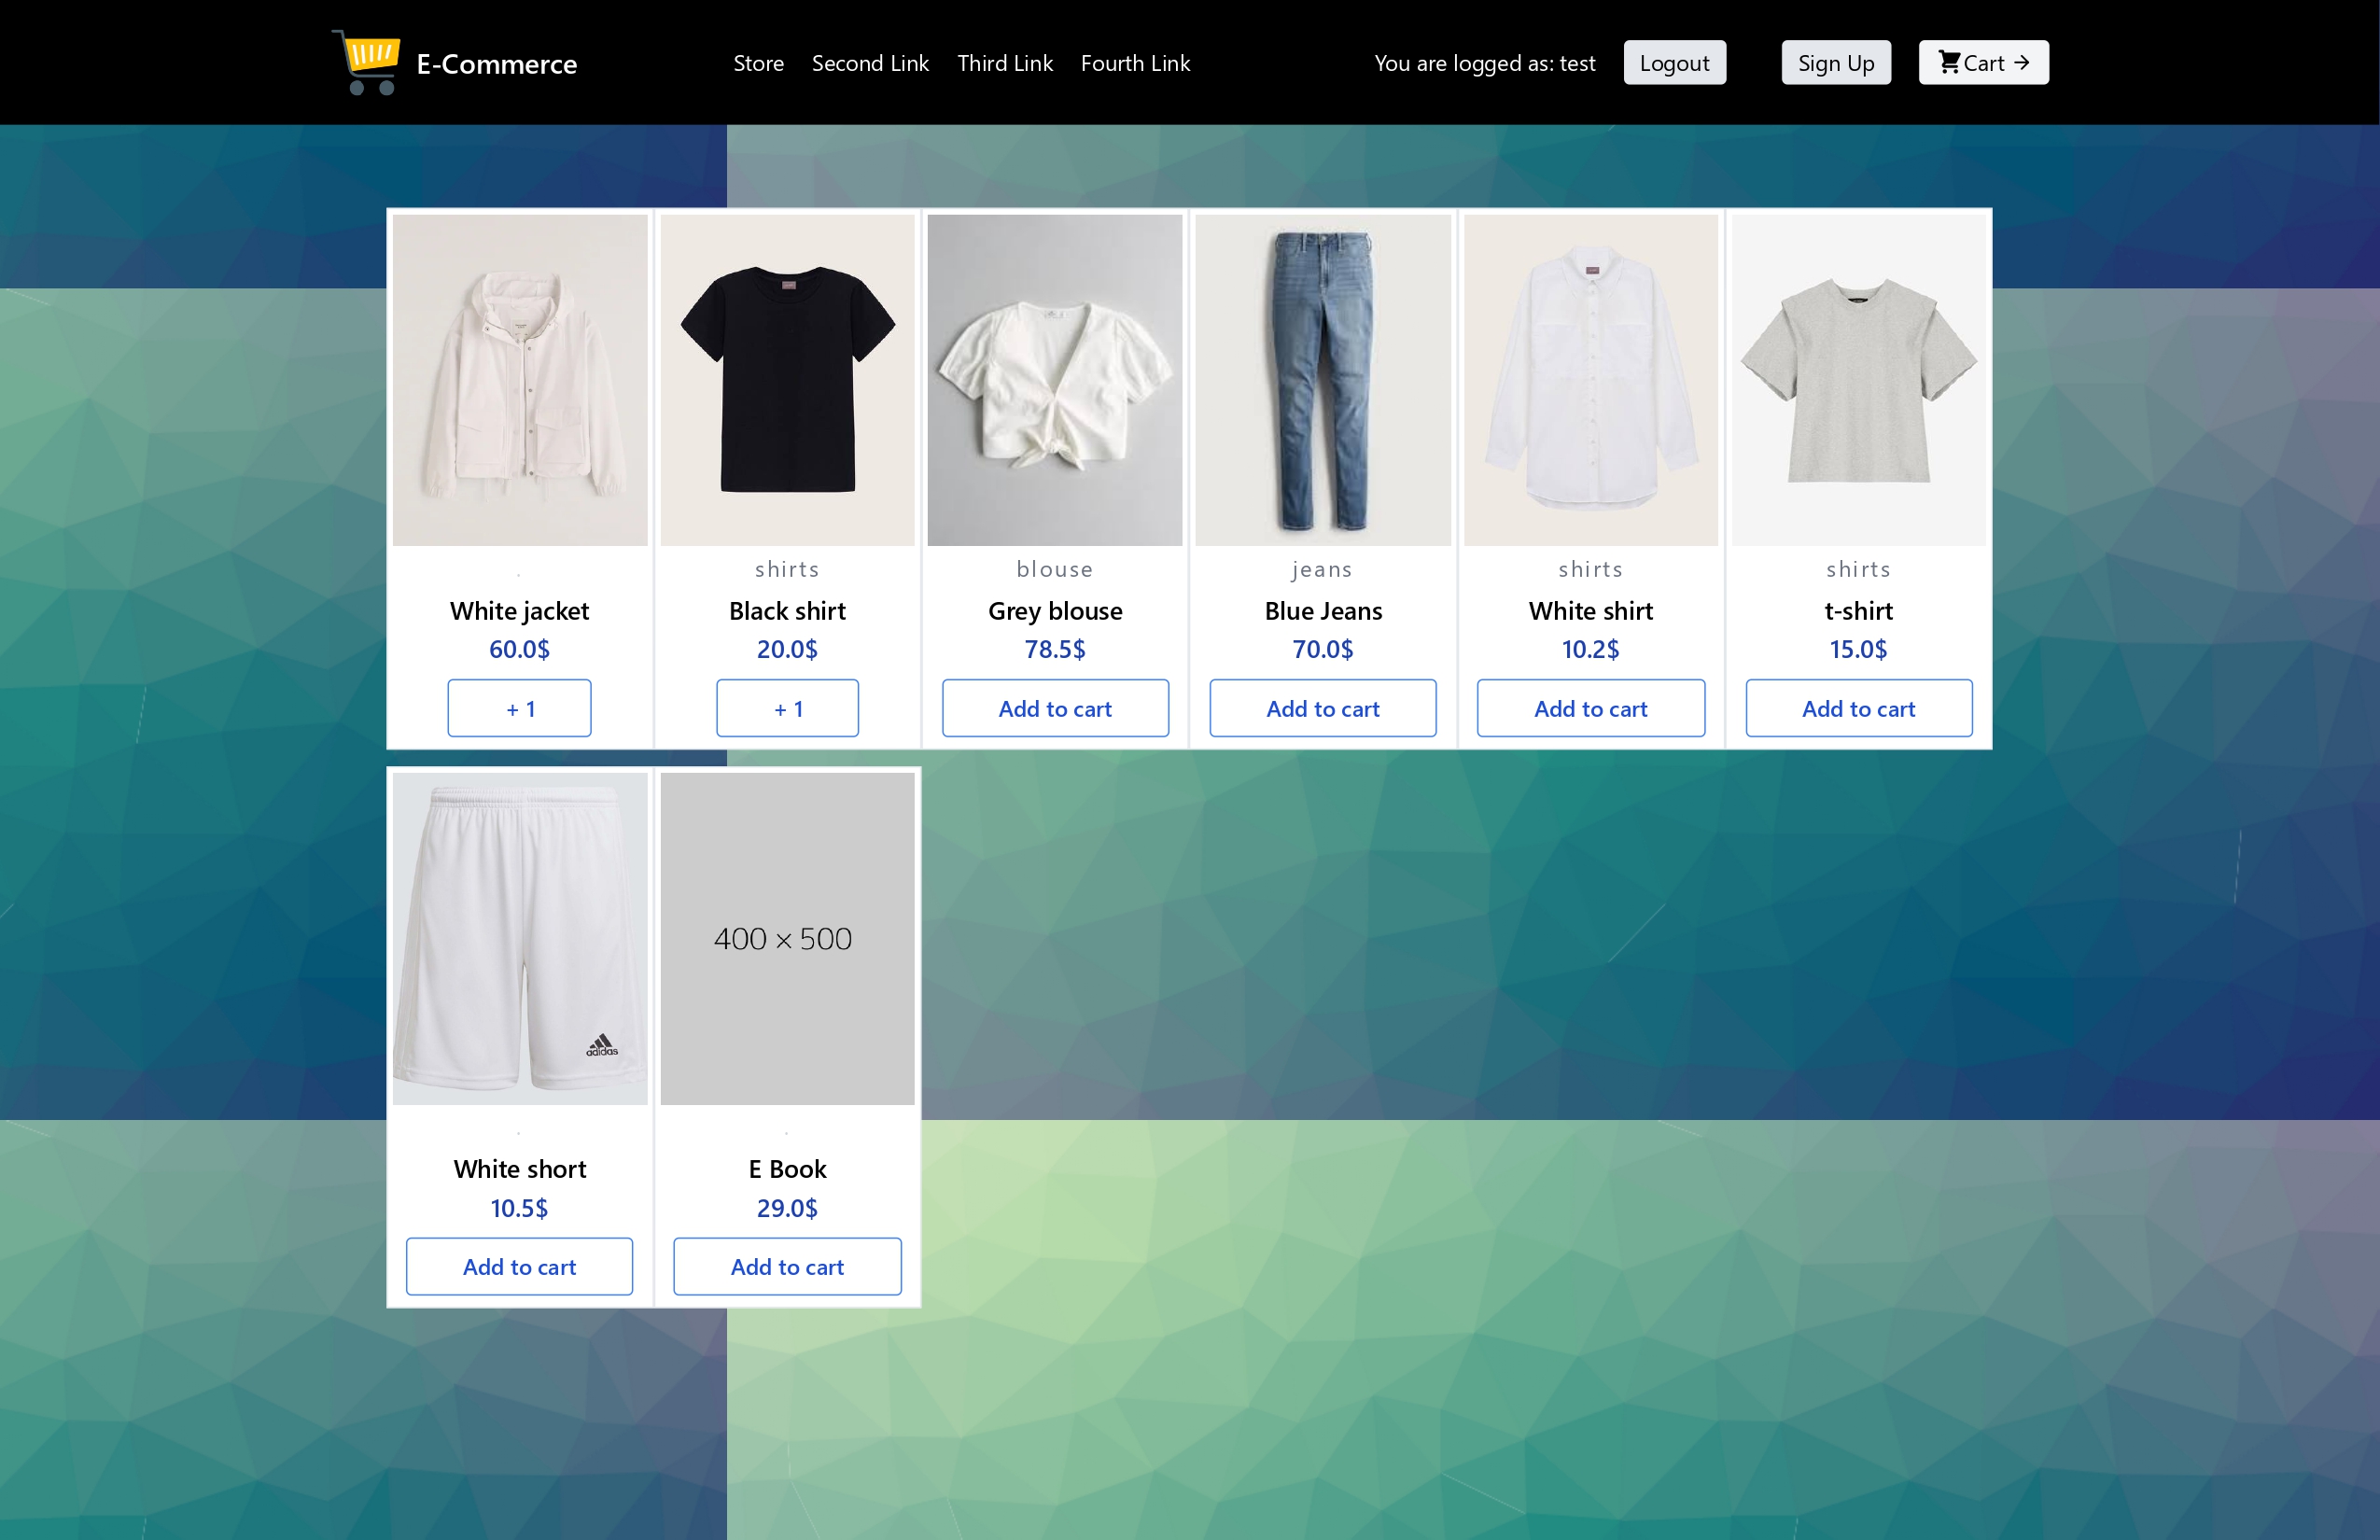 E-Commerce
Store Second Link Third Link Fourth Link
You are logged as: test
Logout
Sign Up
Cart →
.
White jacket
60.0$
+ 1
shirts
Black shirt
20.0$
+ 1
blouse
Grey blouse
78.5$
Add to cart
jeans
Blue Jeans
70.0$
Add to cart
shirts
White shirt
10.2$
Add to cart
shirts
t-shirt
15.0$
Add to cart
adidas
.
White short
10.5$
Add to cart
400 × 500
.
E Book
29.0$
Add to cart